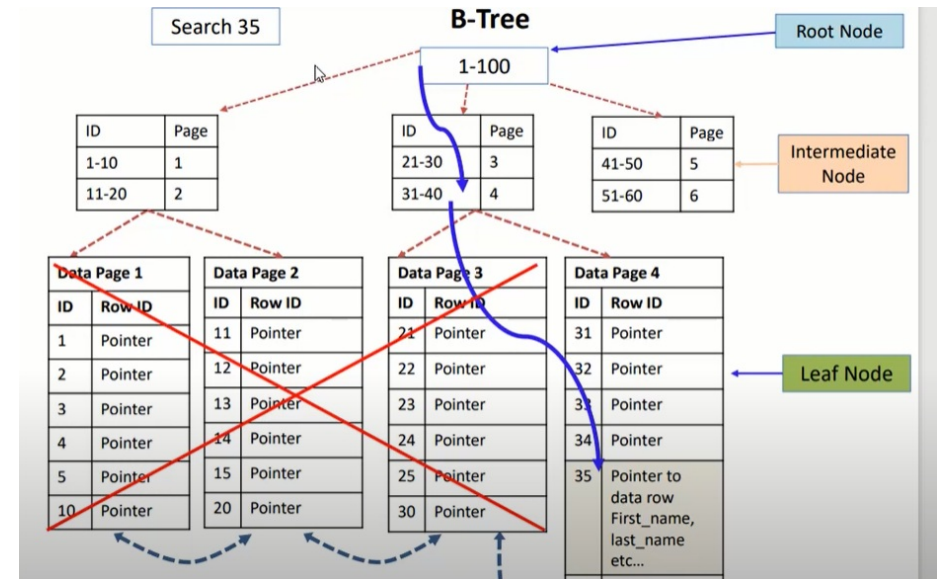 B-Tree
Search 35
Root Node
1-100
ID Page
1-10 1
11-20 2
ID Page
21-30 3
31-40 4
ID Page
41-50 5
51-60 6
Intermediate
Node
Data Page 1
ID Row ID
1 Pointer
2 Pointer
3 Pointer
4 Pointer
5 Pointer
10 Pointer
Data Page 2
ID Row ID
11 Pointer
12 Pointer
13 Pointer
14 Pointer
15 Pointer
20 Pointer
Data Page 3
ID Row ID
21 Pointer
22 Pointer
23 Pointer
24 Pointer
25 Pointer
30 Pointer
Data Page 4
ID Row ID
31 Pointer
32 Pointer
33 Pointer
34 Pointer
35 Pointer to
data row
First_name,
last_name
etc...
Leaf Node